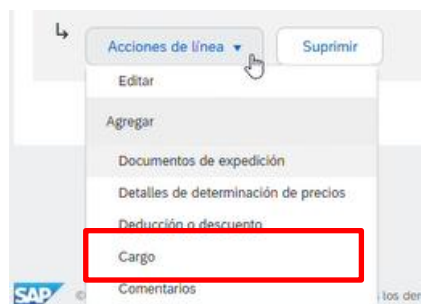 Acciones de línea
Suprimir
Editar
Agregar
Documentos de expedición
Detalles de determinación de precios
Deducción o descuento
Cargo
Comentarios
SAP ©
los der